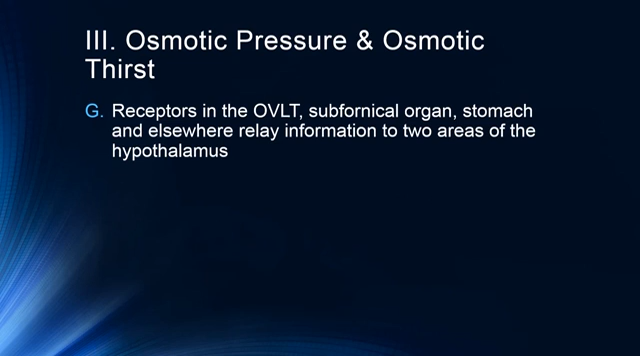 III. Osmotic Pressure & Osmotic
Thirst
G. Receptors in the OVLT, subfornical organ, stomach
and elsewhere relay information to two areas of the
hypothalamus